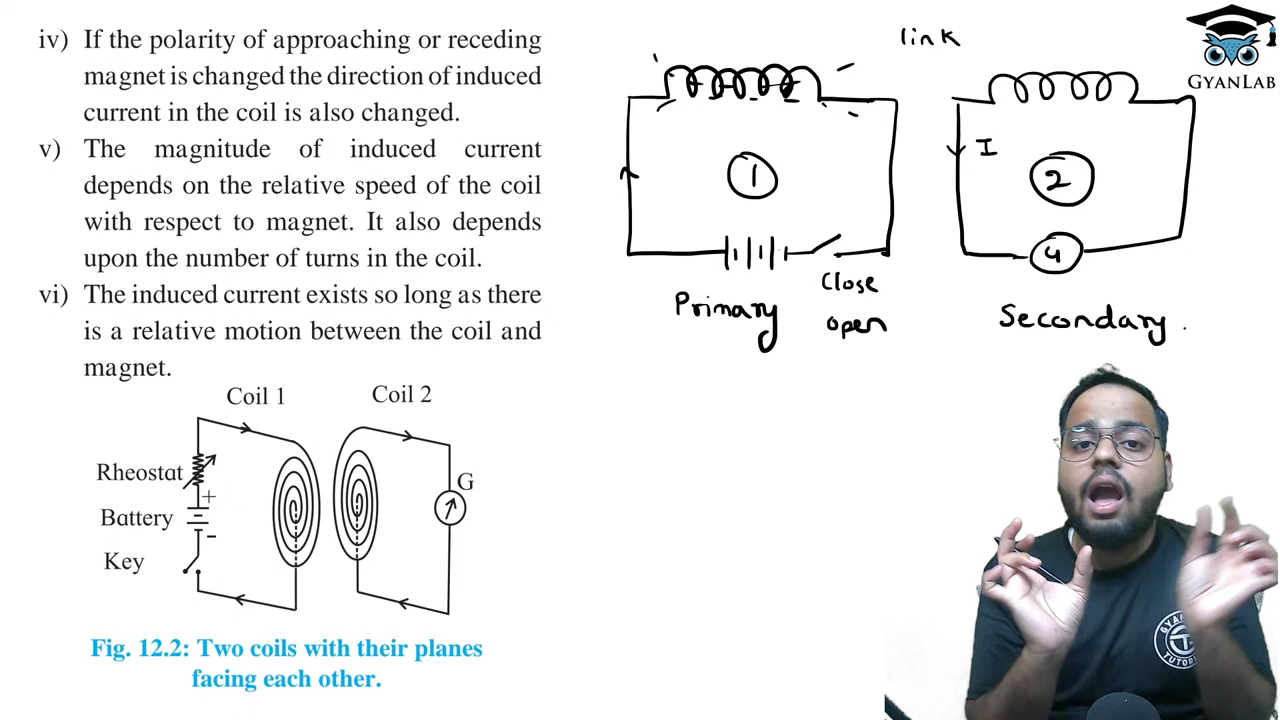 iv) If the polarity of approaching or receding
magnet is changed the direction of induced
current in the coil is also changed.
v) The magnitude of induced current
depends on the relative speed of the coil
with respect to magnet. It also depends
upon the number of turns in the coil.
vi) The induced current exists so long as there
is a relative motion between the coil and
magnet.
Coil 1
Coil 2
Rheostat
+
G
Battery
-
Key
Fig. 12.2: Two coils with their planes
facing each other.
link
GYANLAB
I
1
2
4
Close
Primary
open
Secondary.